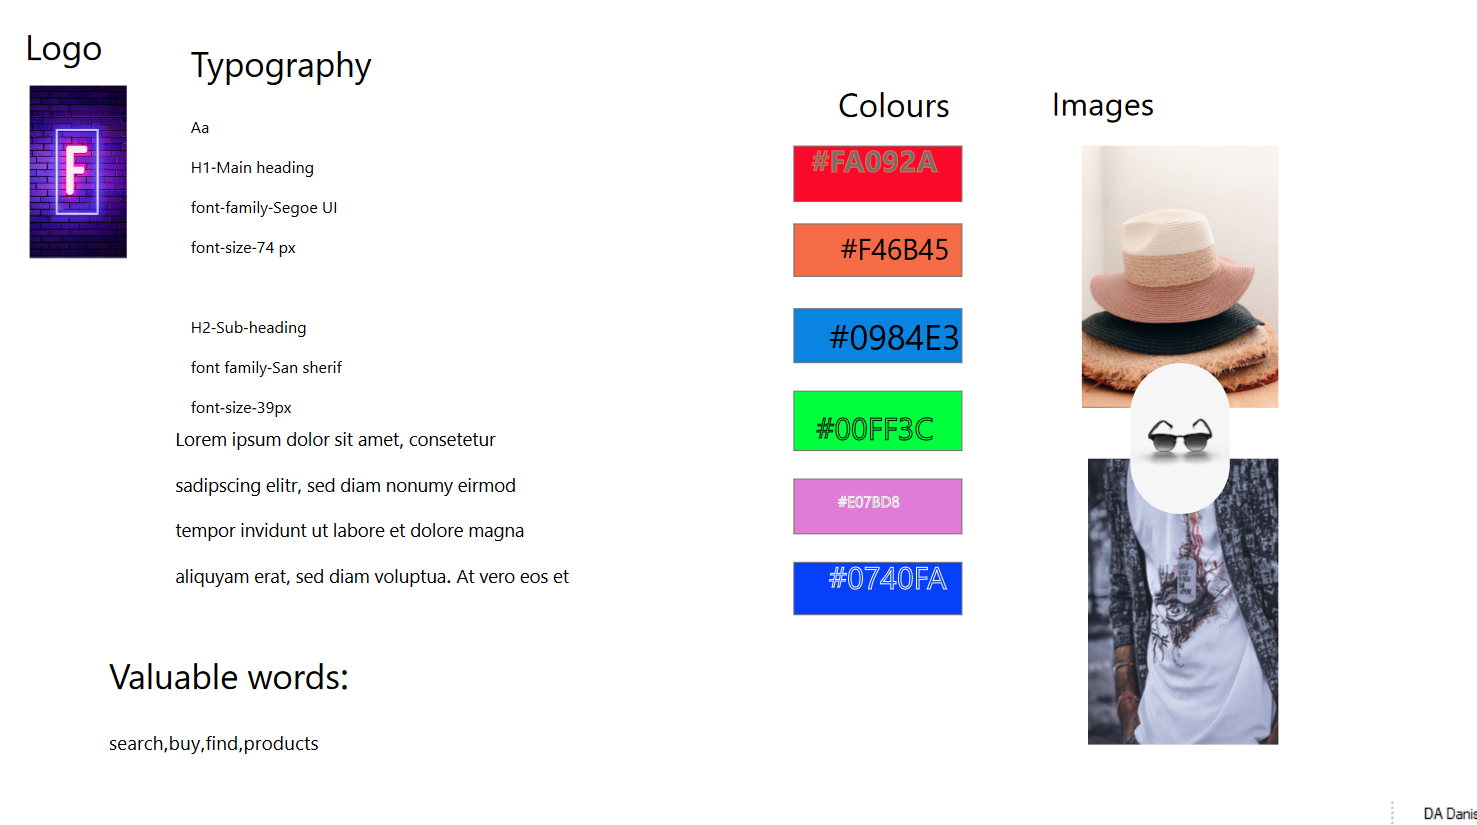 Logo
F
Typography
Aa
H1-Main heading
font-family-Segoe UI
font-size-74 px
H2-Sub-heading
font family-San sherif
font-size-39px
Lorem ipsum dolor sit amet, consetetur
sadipscing elitr, sed diam nonumy eirmod
tempor invidunt ut labore et dolore magna
aliquyam erat, sed diam voluptua. At vero eos et
Valuable words:
search,buy,find,products
Colours
#FA092A
#F46B45
#0984E3
#00FF3C
#E07BD8
#0740FA
Images
DA Danis